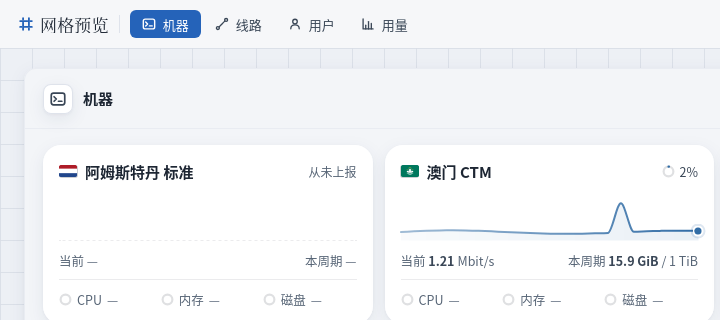 网格预览 机器 线路 用户 用量
机器
阿姆斯特丹 标准 从未上报
当前 — 本周期 —
CPU — 内存 — 磁盘 —
澳门 CTM 2%
当前 1.21 Mbit/s 本周期 15.9 GiB / 1 TiB
CPU — 内存 — 磁盘 —